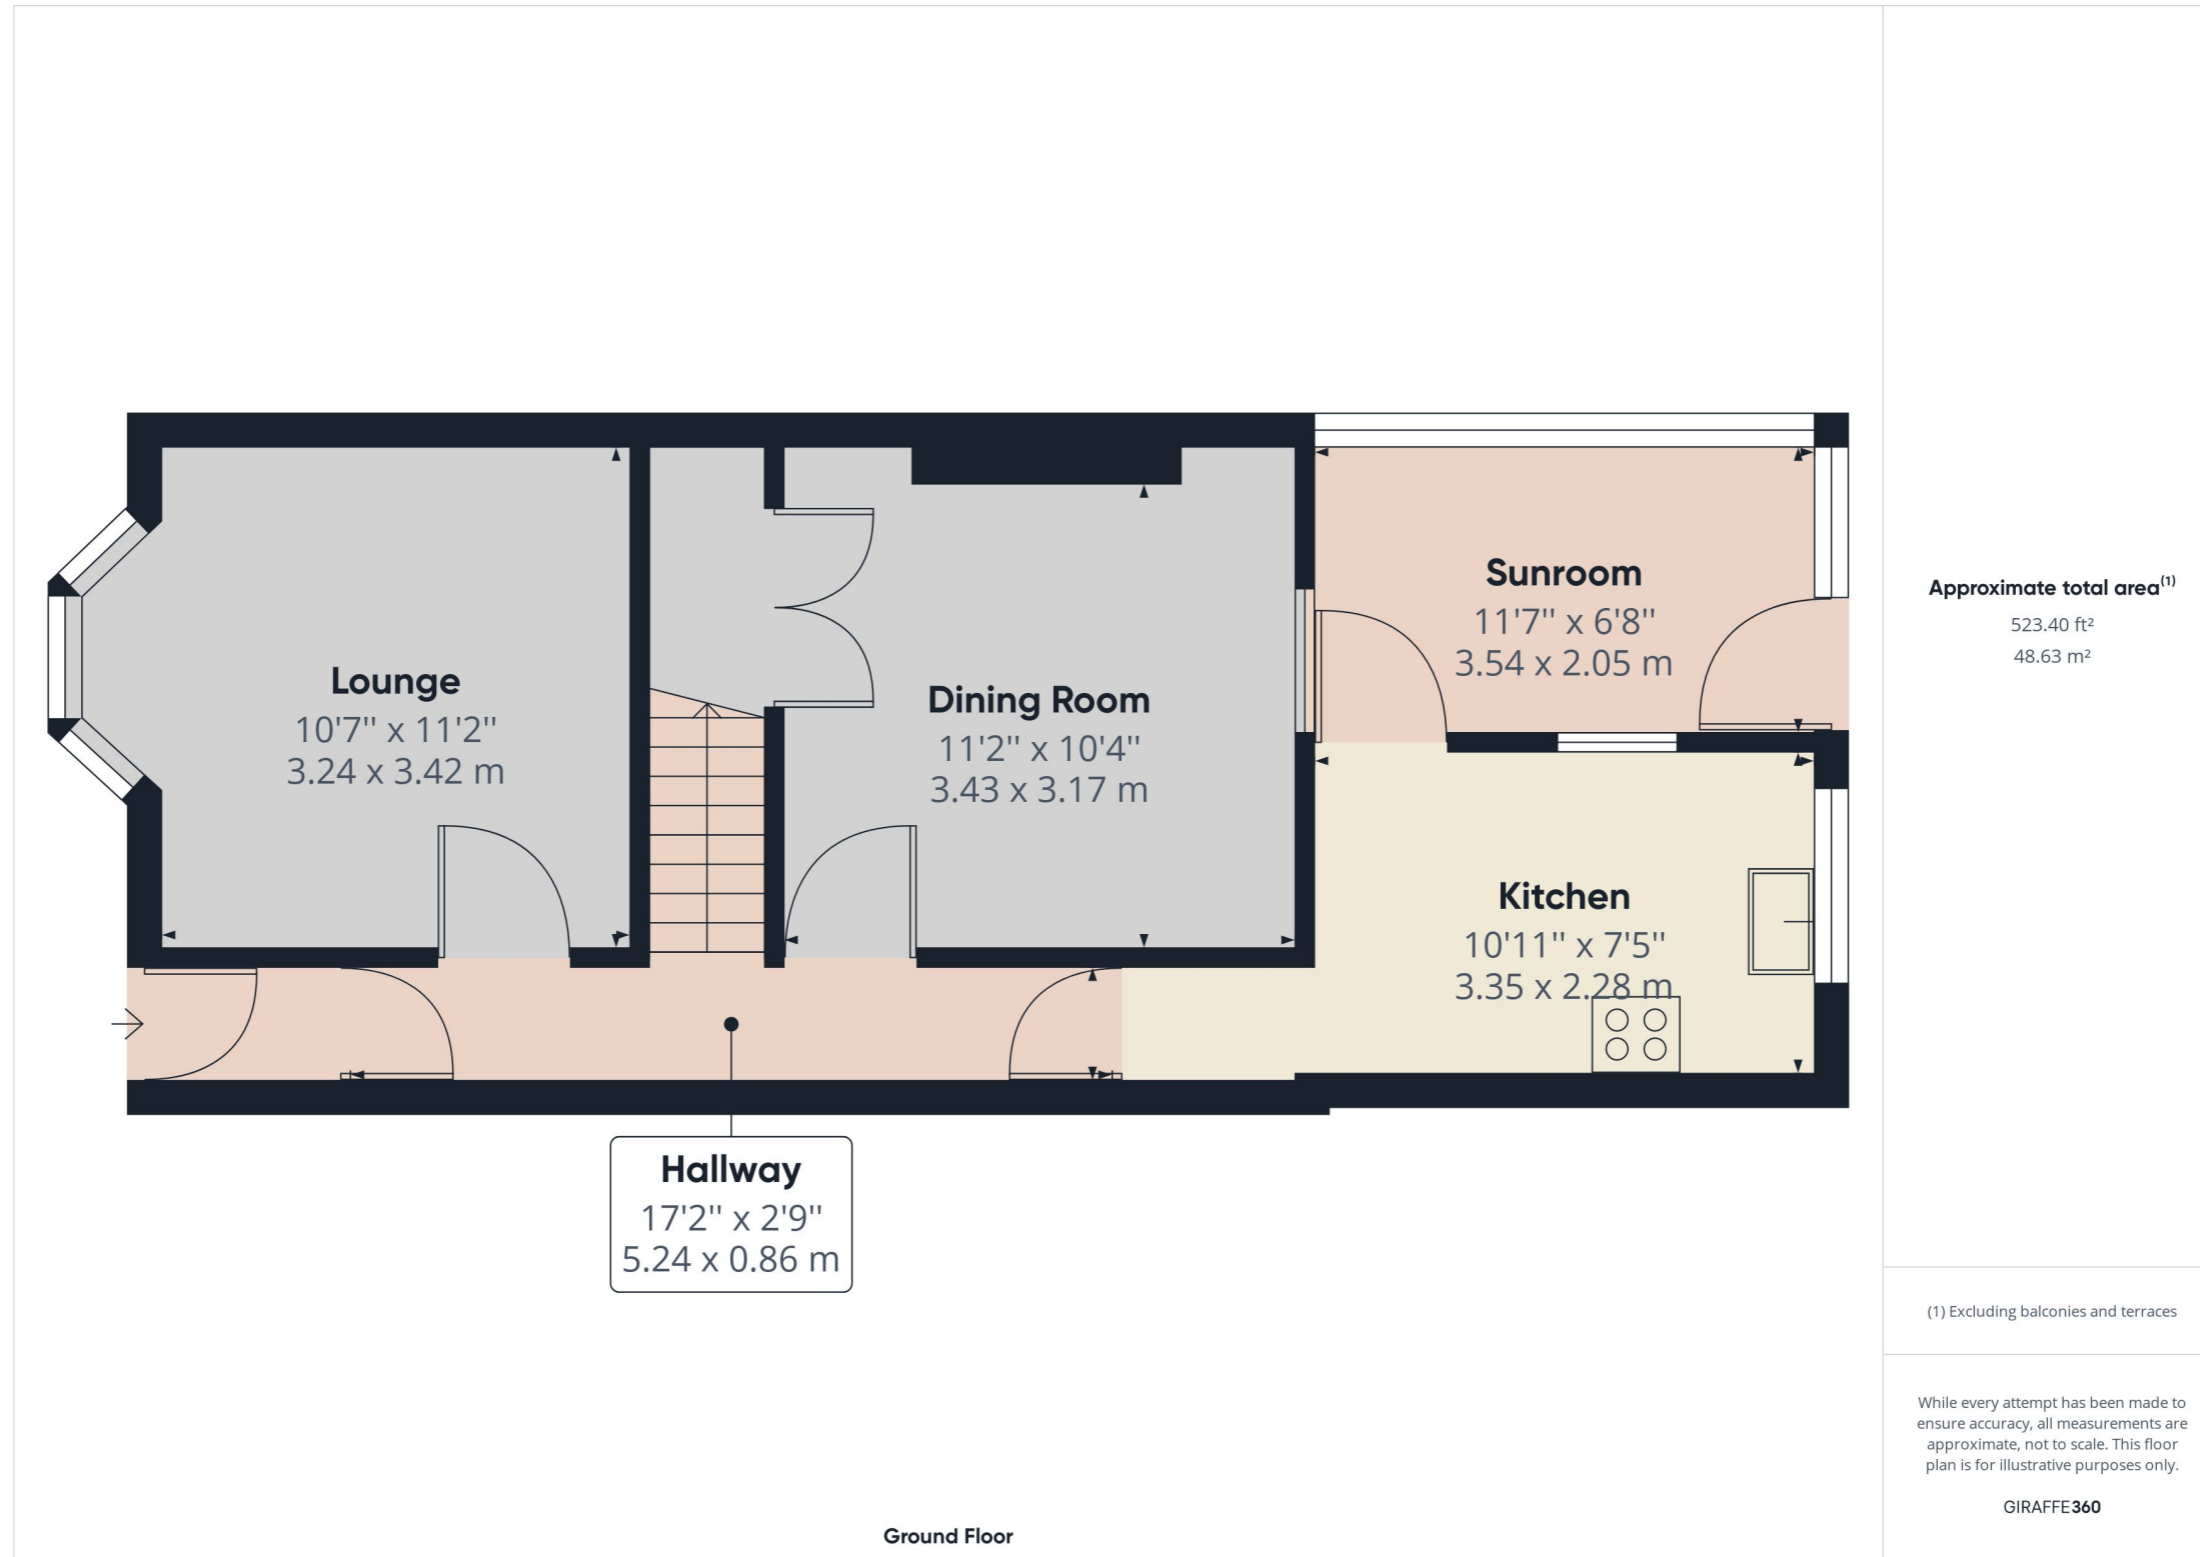 Lounge
10'7'' x 11'2''
3.24 x 3.42 m
Dining Room
11'2'' x 10'4''
3.43 x 3.17 m
Sunroom
11'7'' x 6'8''
3.54 x 2.05 m
Kitchen
10'11'' x 7'5''
3.35 x 2.28 m
Hallway
17'2'' x 2'9''
5.24 x 0.86 m
Ground Floor
Approximate total area(1)
523.40 ft²
48.63 m²
(1) Excluding balconies and terraces
While every attempt has been made to
ensure accuracy, all measurements are
approximate, not to scale. This floor
plan is for illustrative purposes only.
GIRAFFE360